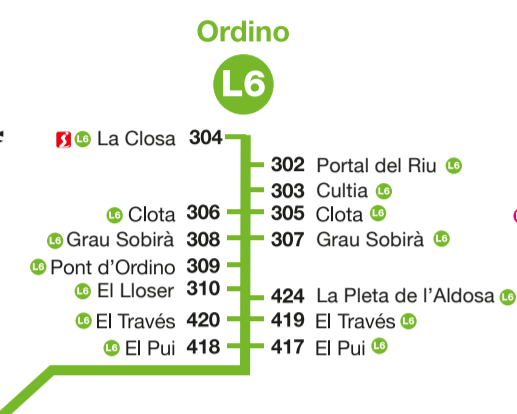 Ordino
L6
L6 La Closa 304
302 Portal del Riu L6
303 Cultia L6
L6 Clota 306
305 Clota L6
L6 Grau Sobirà 308
307 Grau Sobirà L6
L6 Pont d'Ordino 309
L6 El Lloser 310
424 La Pleta de l'Aldosa L6
L6 El Través 420
419 El Través L6
L6 El Pui 418
417 El Pui L6